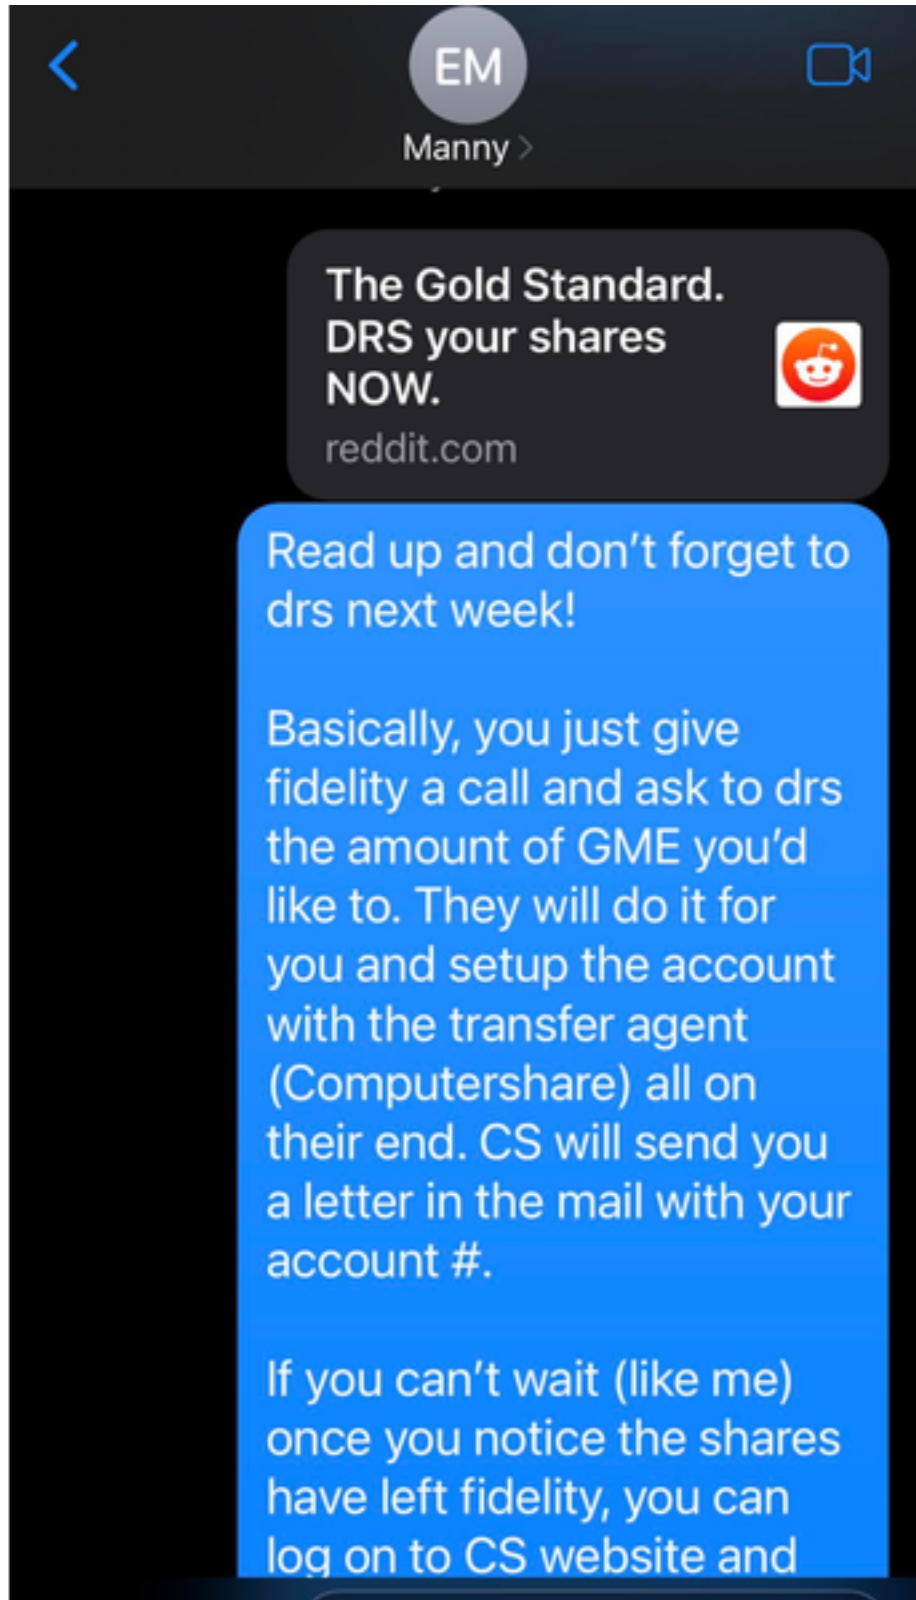 EM
Manny
The Gold Standard.
DRS your shares
NOW.
reddit.com
Read up and don't forget to
drs next week!
Basically, you just give
fidelity a call and ask to drs
the amount of GME you'd
like to. They will do it for
you and setup the account
with the transfer agent
(Computershare) all on
their end. CS will send you
a letter in the mail with your
account #.
If you can't wait (like me)
once you notice the shares
have left fidelity, you can
log on to CS website and